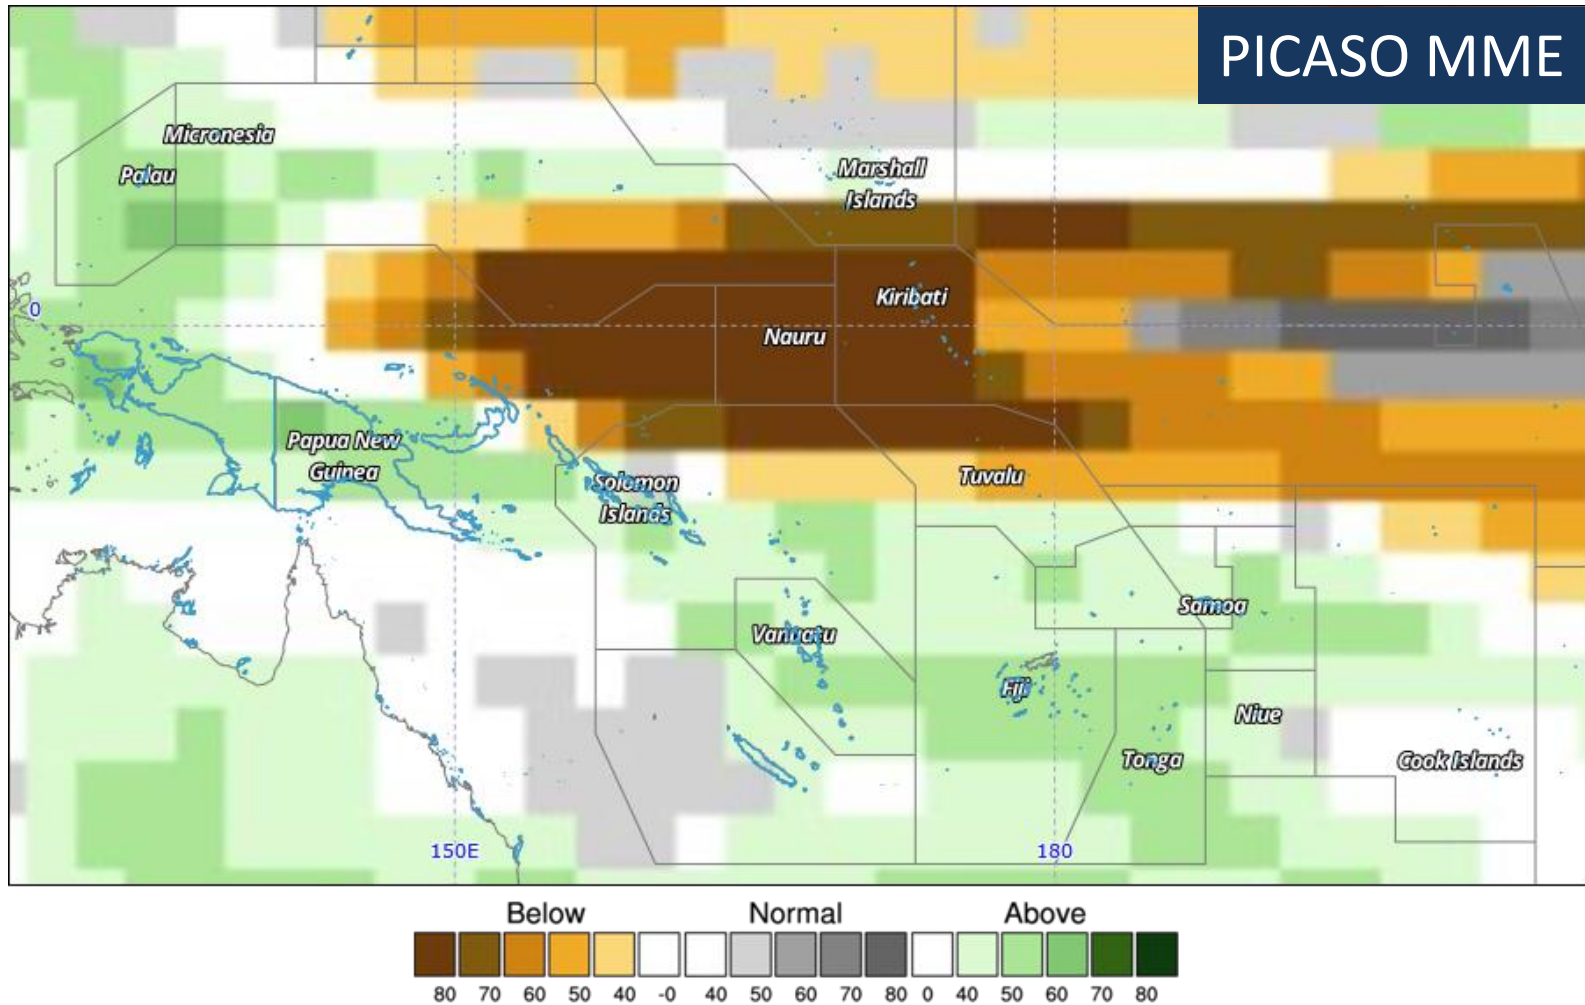 PICASO MME
Micronesia
Palau
Marshall
Islands
0
Kiribati
Nauru
Papua New
Guinea
Solomon
Islands
Tuvalu
Samoa
Vanuatu
Fiji
Niue
Tonga
Cook Islands
150E
180
Below Normal Above
80 70 60 50 40 -0 40 50 60 70 80 0 40 50 60 70 80